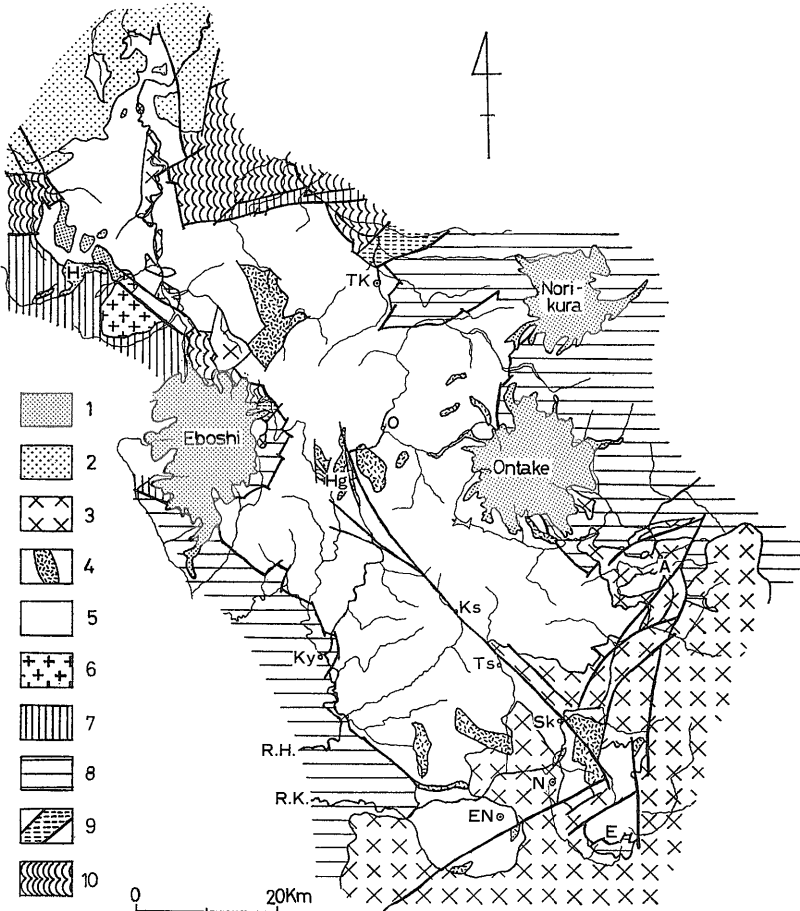 H
TK
Nori-
kura
Eboshi
O
Hg
Ontake
A
Ks
Ky
Ts
Sk
R.H.
N
R.K.
EN
E
1
2
3
4
5
6
7
8
9
10
0
20Km